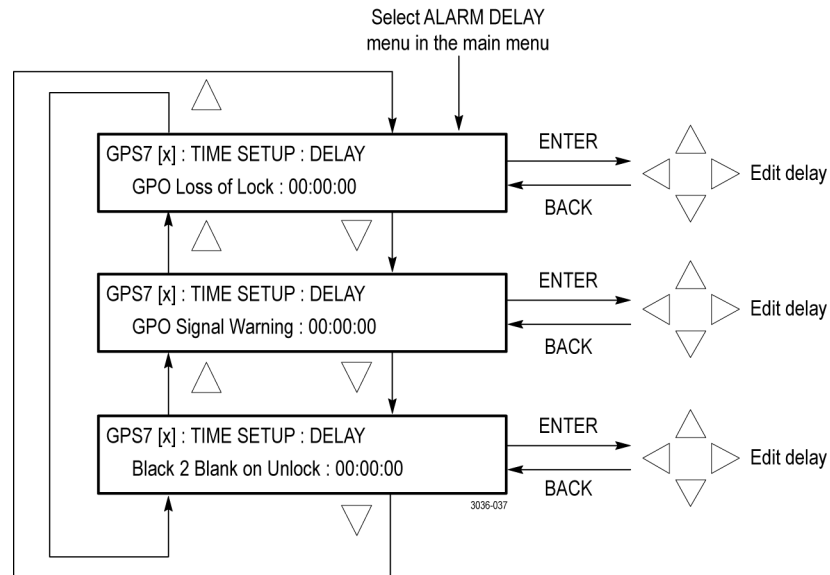 Select ALARM DELAY
menu in the main menu
GPS7 [x] : TIME SETUP : DELAY
GPO Loss of Lock : 00:00:00
ENTER
BACK
Edit delay
GPS7 [x] : TIME SETUP : DELAY
GPO Signal Warning : 00:00:00
ENTER
BACK
Edit delay
GPS7 [x] : TIME SETUP : DELAY
Black 2 Blank on Unlock : 00:00:00
ENTER
BACK
Edit delay
3036-037